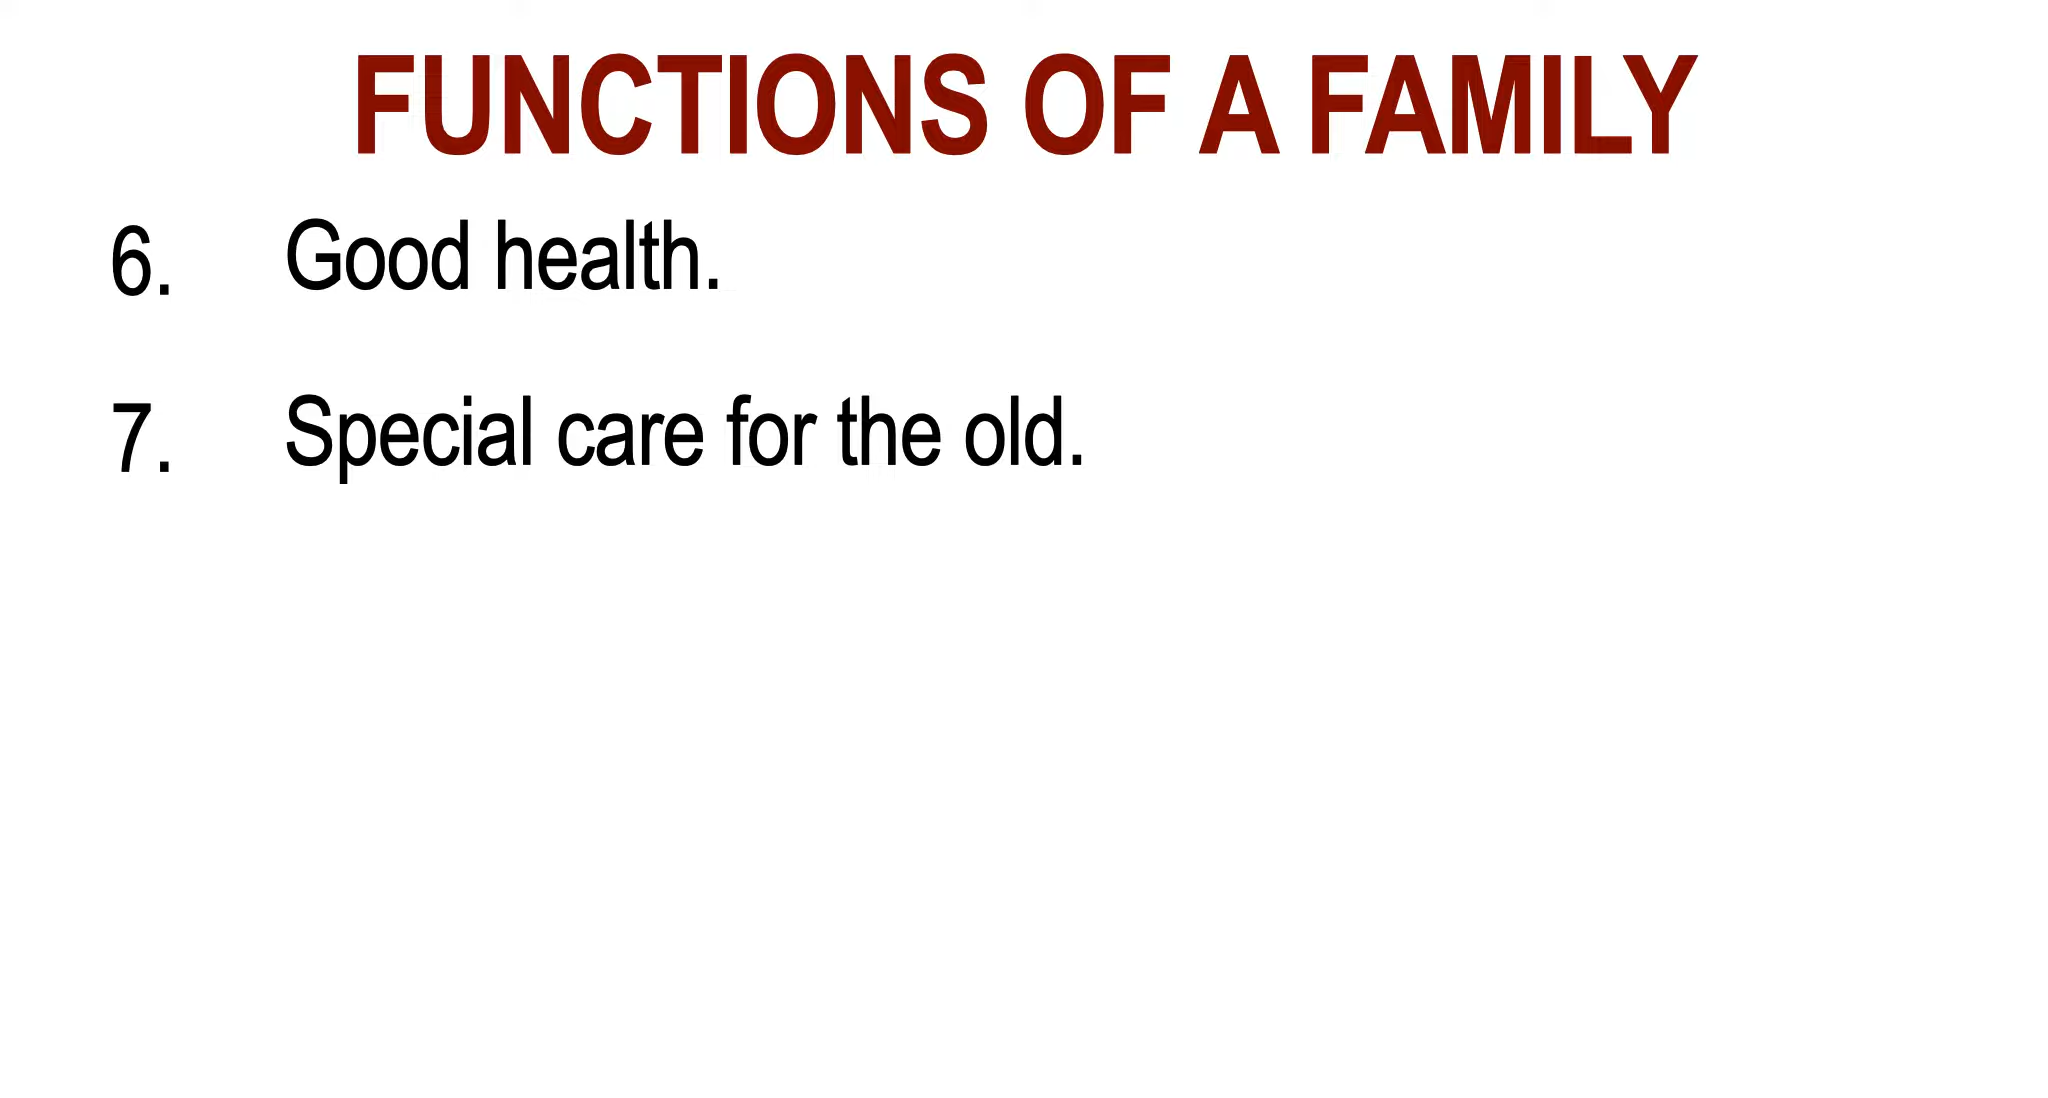 FUNCTIONS OF A FAMILY
6. Good health.
7. Special care for the old.